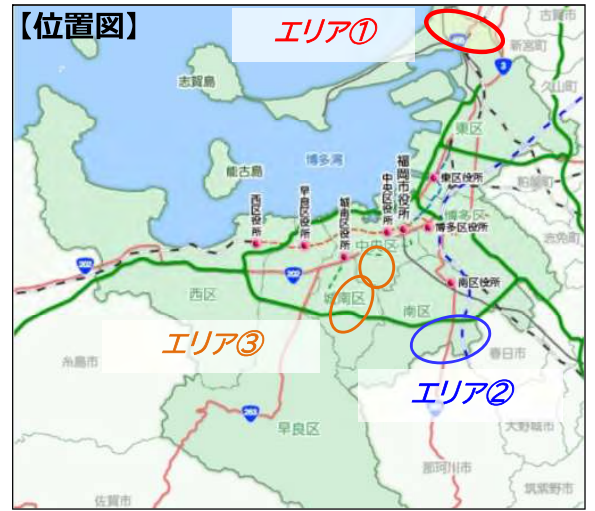 【位置図】
エリア①
古賀市
新宮町
3
久山町
志賀島
東区
能古島
博多湾
福岡市役所
中央区役所
城南区役所
早良区役所
西区役所
東区役所
粕屋町
博多区
博多区役所
志免町
中央区
202
202
南区役所
西区
城南区
南区
エリア③
春日市
糸島市
エリア②
263
早良区
大野城市
那珂川市
筑紫野市
佐賀市